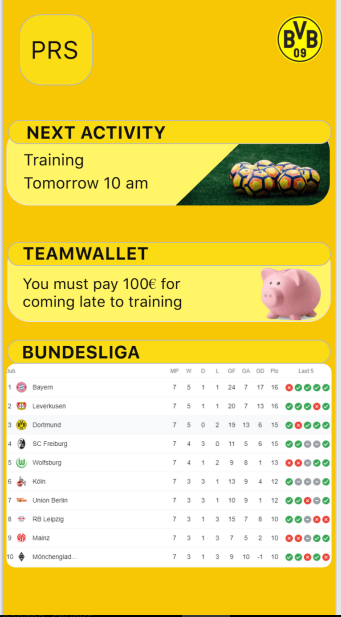 PRS
BVB
09
NEXT ACTIVITY
Training
Tomorrow 10 am
TEAMWALLET
You must pay 100€ for
coming late to training
BUNDESLIGA
MP W D L GF GA GD Pts Last 5
1 Bayern 7 5 1 1 24 7 17 16
2 Leverkusen 7 5 1 1 20 7 13 16
3 Dortmund 7 5 0 2 19 13 6 15
4 SC Freiburg 7 4 3 0 11 5 6 15
5 Wolfsburg 7 4 1 2 9 8 1 13
6 Köln 7 3 3 1 13 9 4 12
7 Union Berlin 7 3 3 1 10 9 1 12
8 RB Leipzig 7 3 1 3 15 7 8 10
9 Mainz 7 3 1 3 7 5 2 10
10 Mönchenglad... 7 3 1 3 9 10 -1 10